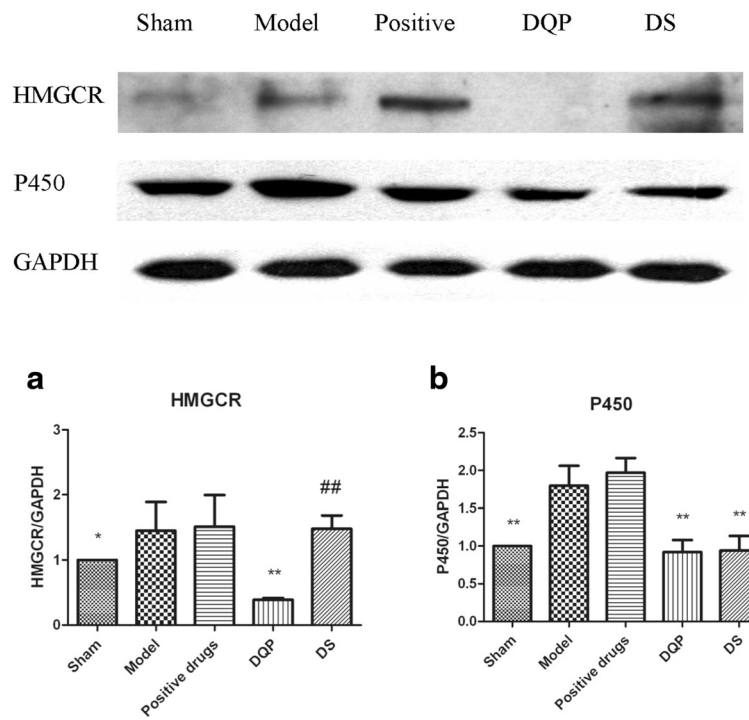 Sham Model Positive DQP DS
HMGCR
P450
GAPDH
a
HMGCR
HMGCR/GAPDH
3
2
1
0
*
**
##
Sham Model Positive drugs DQP DS
b
P450
P450/GAPDH
2.5
2.0
1.5
1.0
0.5
0.0
**
**
**
Sham Model Positive drugs DQP DS